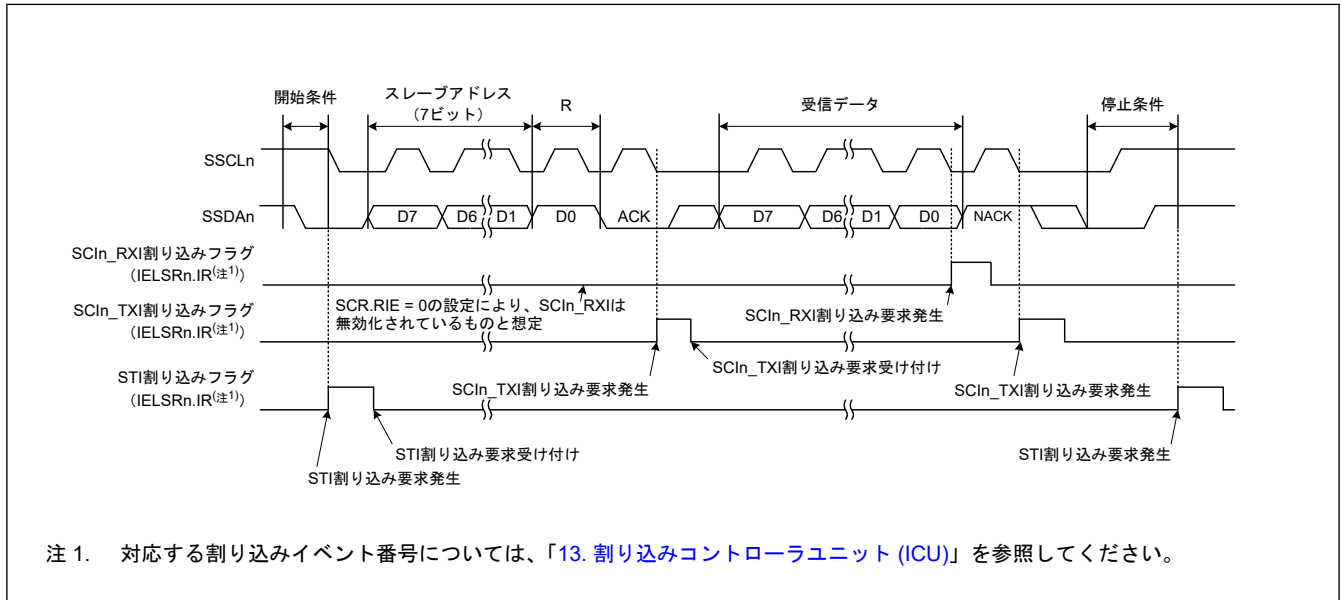 開始条件
スレーブアドレス
（7ビット）
R
受信データ
停止条件
SSCLn
SSDAn
D7
D6
D1
D0
ACK
D7
D6
D1
D0
NACK
SCIn_RXI割り込みフラグ
（IELSRn.IR(注1)）
SCR.RIE = 0の設定により、SCIn_RXIは
無効化されているものと想定
SCIn_RXI割り込み要求発生
SCIn_TXI割り込みフラグ
（IELSRn.IR(注1)）
SCIn_TXI割り込み要求発生
SCIn_TXI割り込み要求受け付け
SCIn_TXI割り込み要求発生
STI割り込みフラグ
（IELSRn.IR(注1)）
STI割り込み要求受け付け
STI割り込み要求発生
STI割り込み要求発生
注 1. 対応する割り込みイベント番号については、「13. 割り込みコントローラユニット (ICU)」を参照してください。